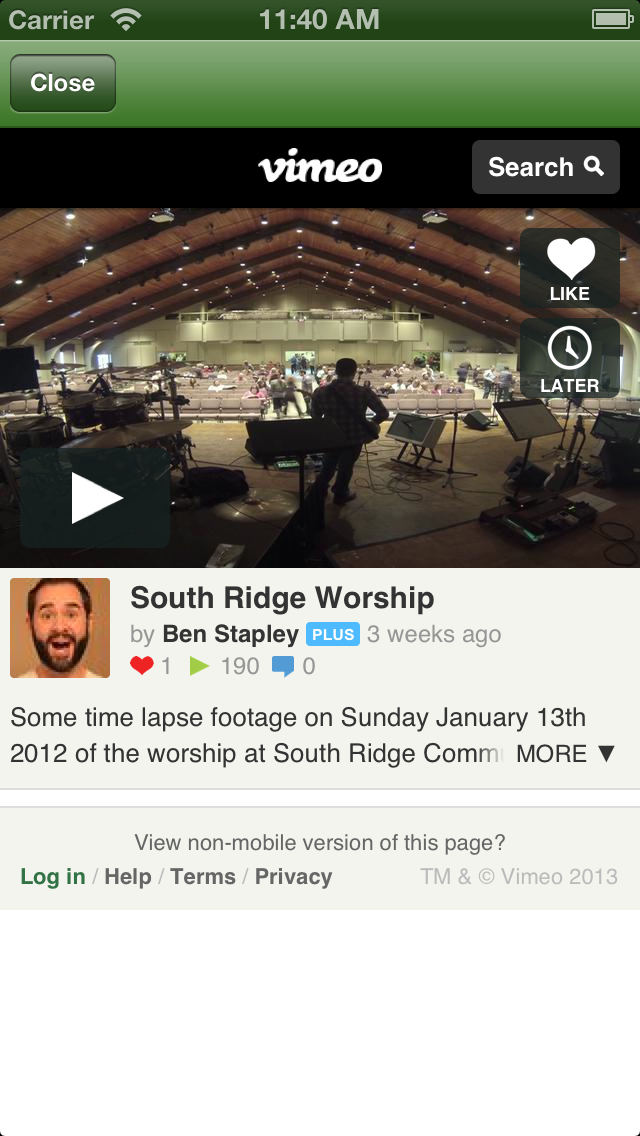 Carrier 11:40 AM
Close
vimeo Search
LIKE
LATER
South Ridge Worship
by Ben Stapley PLUS 3 weeks ago
1 190 0
Some time lapse footage on Sunday January 13th
2012 of the worship at South Ridge Comm MORE ▼
View non-mobile version of this page?
Log in / Help / Terms / Privacy TM & © Vimeo 2013